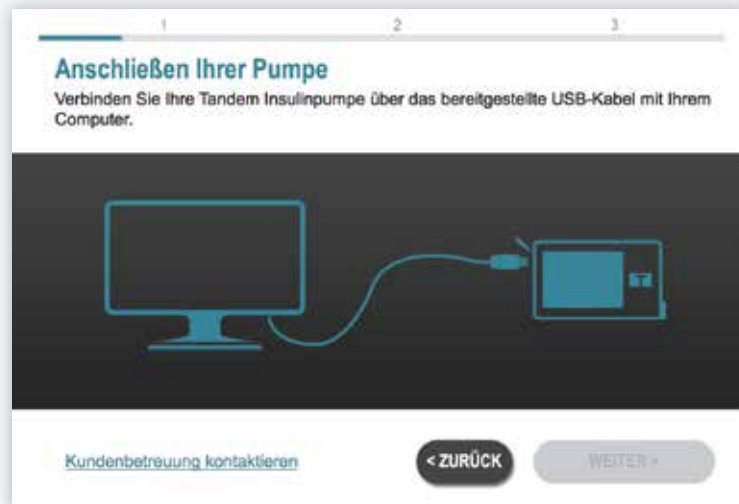 1 2 3
Anschließen Ihrer Pumpe
Verbinden Sie Ihre Tandem Insulinpumpe über das bereitgestellte USB-Kabel mit Ihrem
Computer.
Kundenbetreuung kontaktieren < ZURÜCK WEITER >